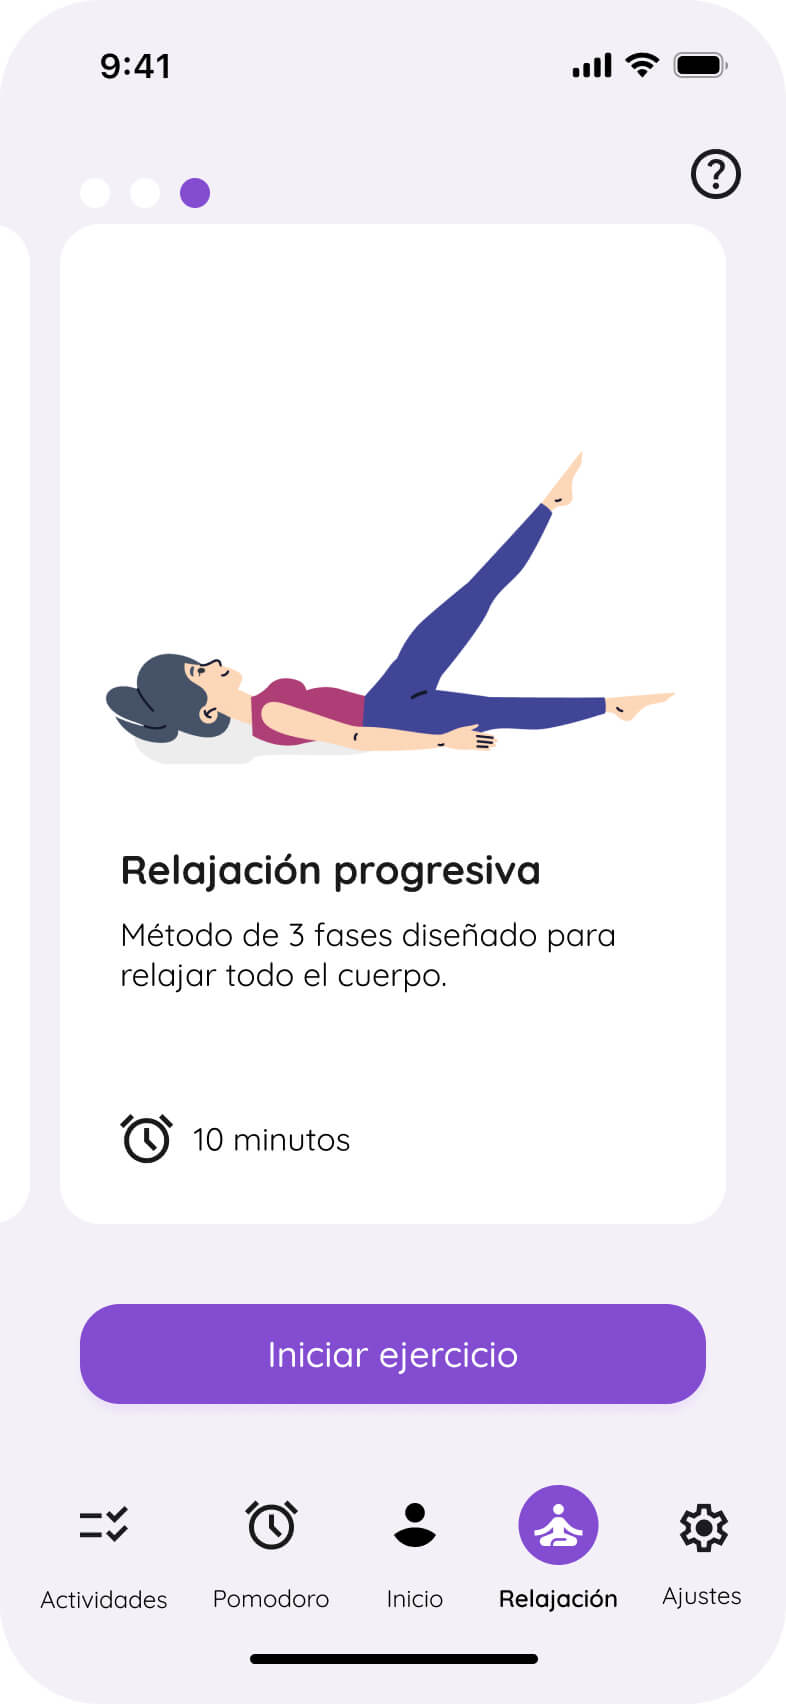 9:41
Relajación progresiva
Método de 3 fases diseñado para
relajar todo el cuerpo.
10 minutos
Iniciar ejercicio
Actividades
Pomodoro
Inicio
Relajación
Ajustes